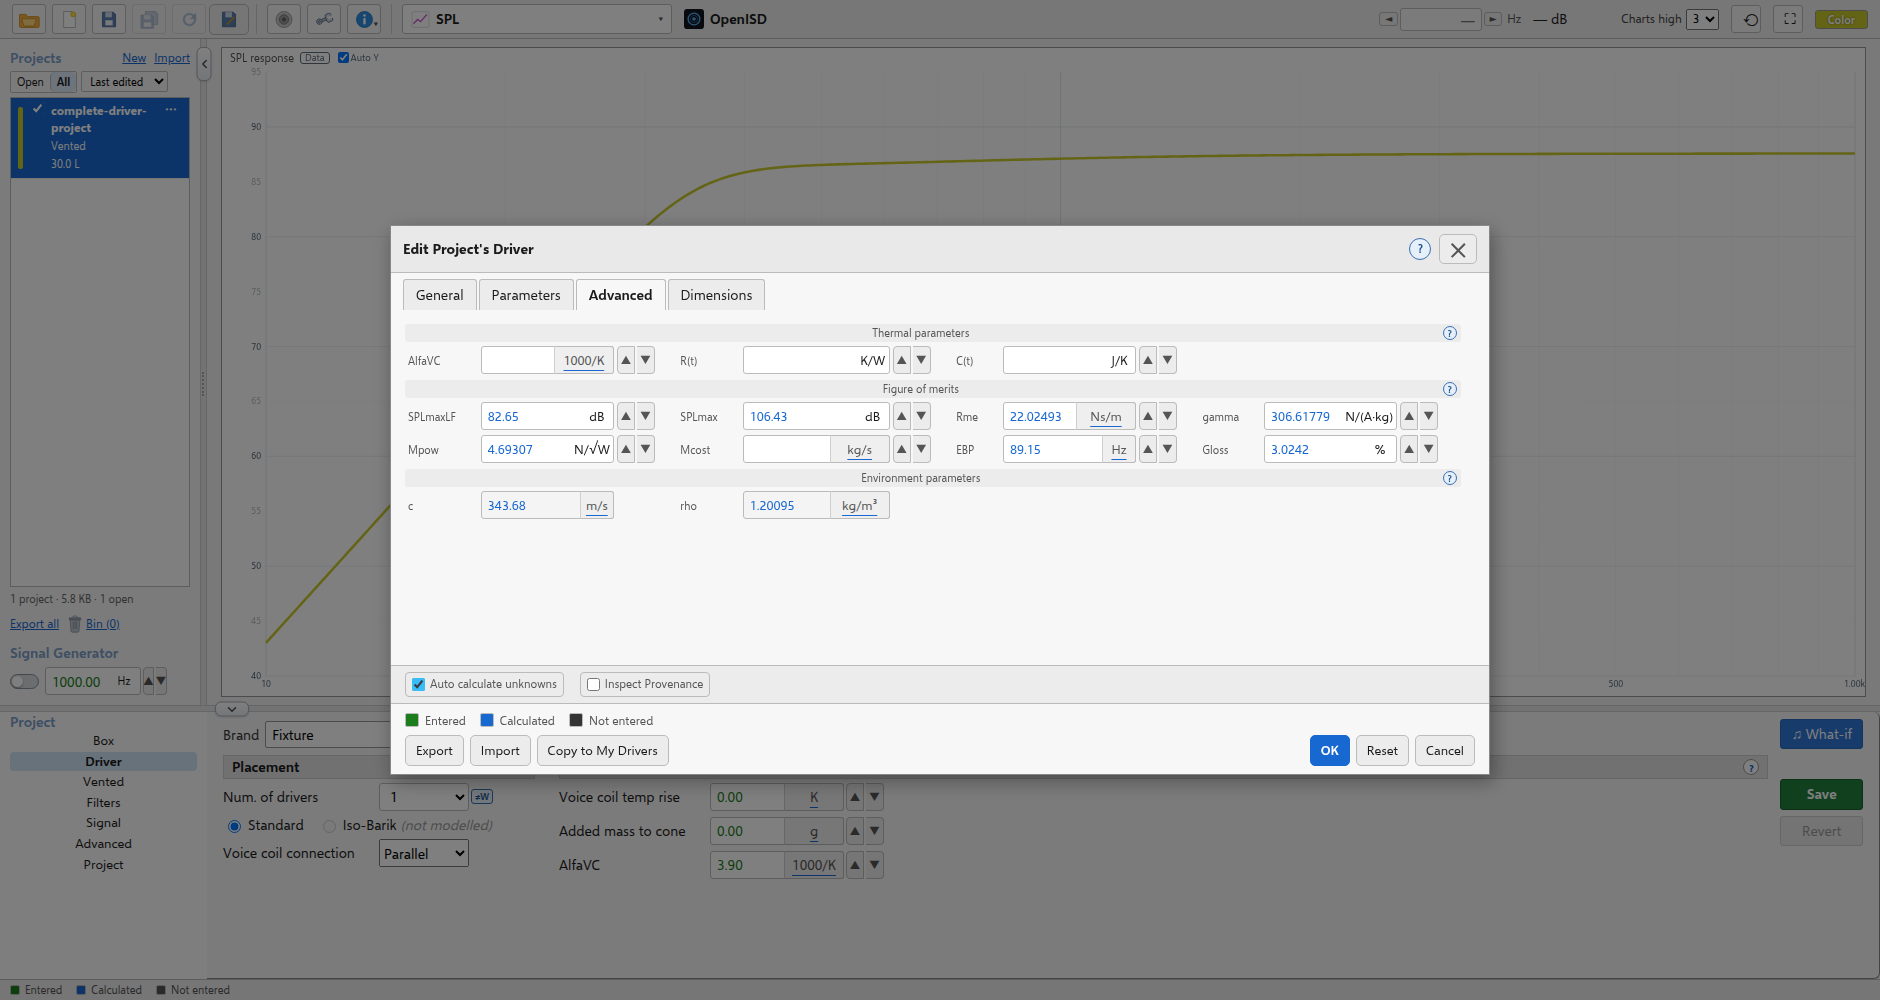 SPL
OpenISD
— Hz — dB
Charts high 3
Color
Projects New Import
Open All Last edited
complete-driver-project
Vented
30.0 L
1 project · 5.8 KB · 1 open
Export all Bin (0)
Signal Generator
1000.00 Hz
SPL response Data Auto Y
95
90
85
80
75
70
65
60
55
50
45
40
10 500 1.00k
Edit Project's Driver ?
General Parameters Advanced Dimensions
Thermal parameters ?
AlfaVC 1000/K R(t) K/W C(t) J/K
Figure of merits ?
SPLmaxLF 82.65 dB SPLmax 106.43 dB Rme 22.02493 Ns/m gamma 306.61779 N/(A·kg)
Mpow 4.69307 N/√W Mcost kg/s EBP 89.15 Hz Gloss 3.0242 %
Environment parameters ?
c 343.68 m/s rho 1.20095 kg/m³
Auto calculate unknowns Inspect Provenance
Entered Calculated Not entered
Export Import Copy to My Drivers OK Reset Cancel
Project
Box
Driver
Vented
Filters
Signal
Advanced
Project
Brand Fixture
Placement ?
Num. of drivers 1 ≠W
Standard Iso-Barik (not modelled)
Voice coil connection Parallel
Voice coil temp rise 0.00 K
Added mass to cone 0.00 g
AlfaVC 3.90 1000/K
♫ What-if
Save
Revert
Entered Calculated Not entered